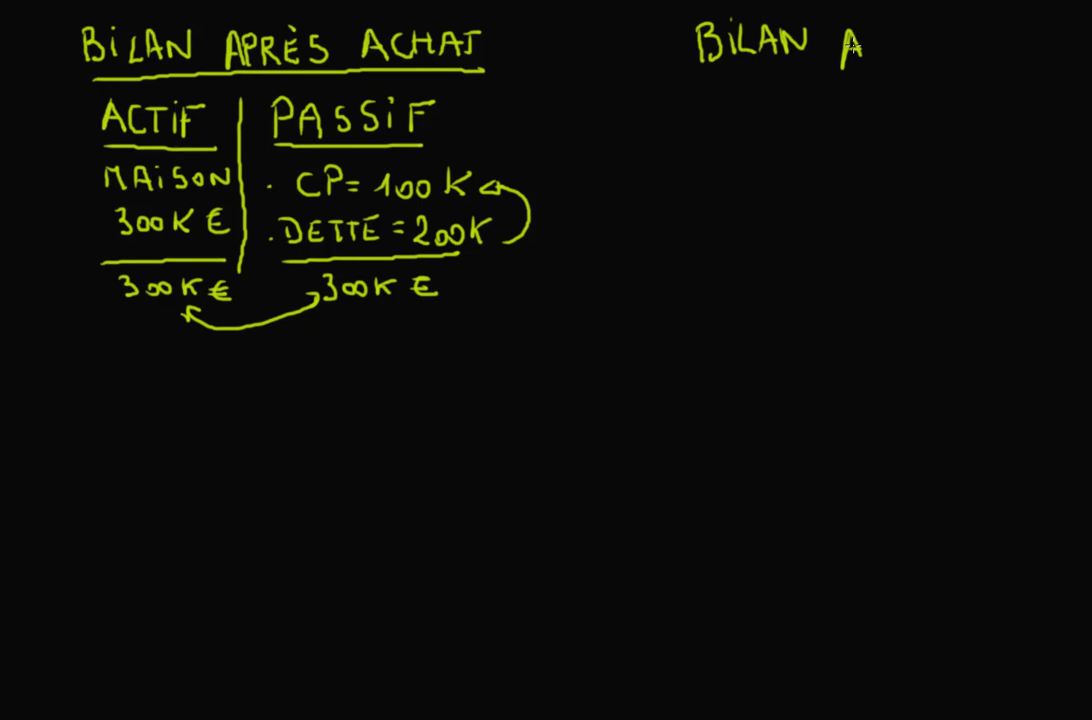 BiLAN APRÈS ACHAT
ACTiF PASSiF
MAiSON . CP = 100 K
300K € . DETTE = 200K
300K € 300K €
BiLAN A